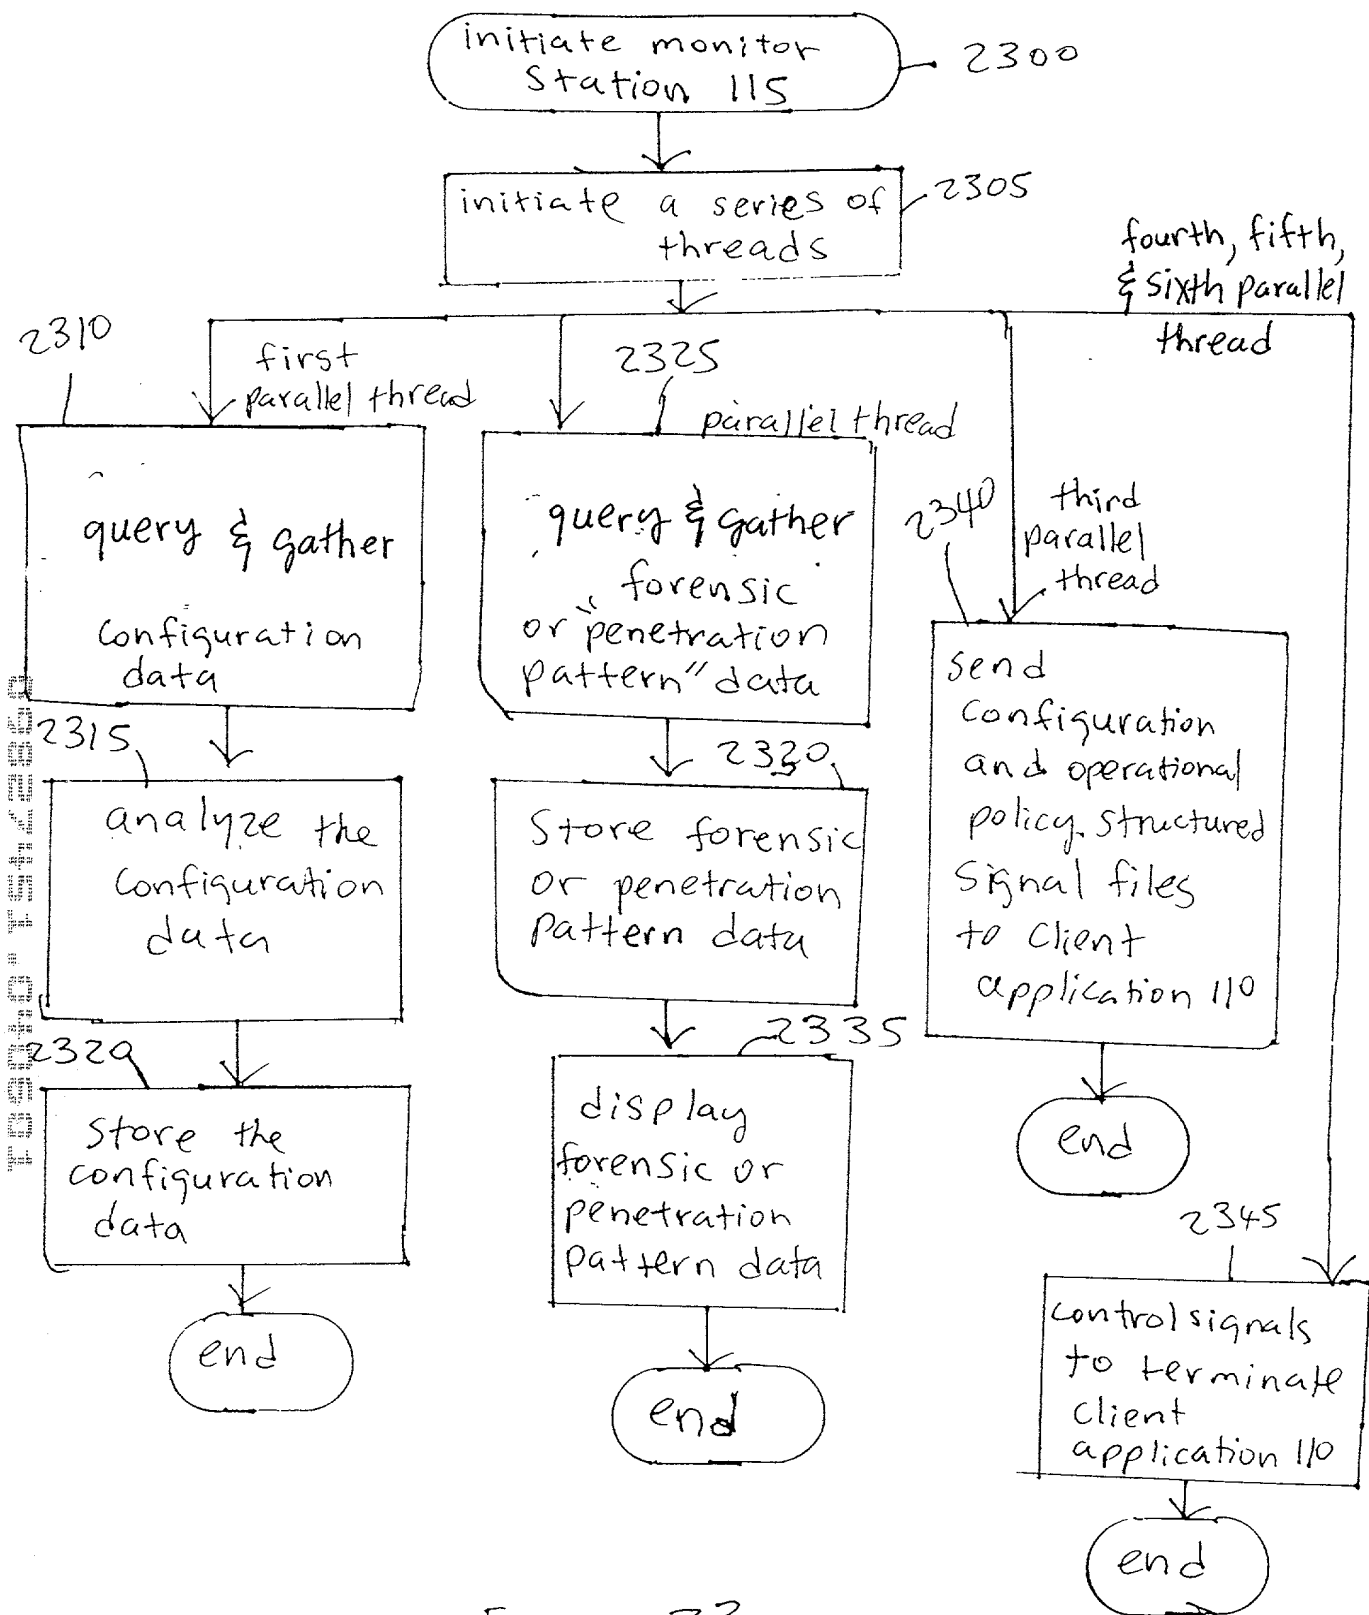 initiate monitor
Station 115
2300
initiate a series of
threads
2305
fourth, fifth,
& sixth parallel
thread
2310
first
parallel thread
2325
parallel thread
2340
third
parallel
thread
query & gather
configuration
data
query & gather
forensic
or "penetration
pattern" data
send
configuration
and operational
policy structured
signal files
to client
application 110
2315
analyze the
configuration
data
2330
Store forensic
or penetration
pattern data
2320
Store the
configuration
data
2335
display
forensic or
penetration
pattern data
end
2345
control signals
to terminate
client
application 110
end
end
end